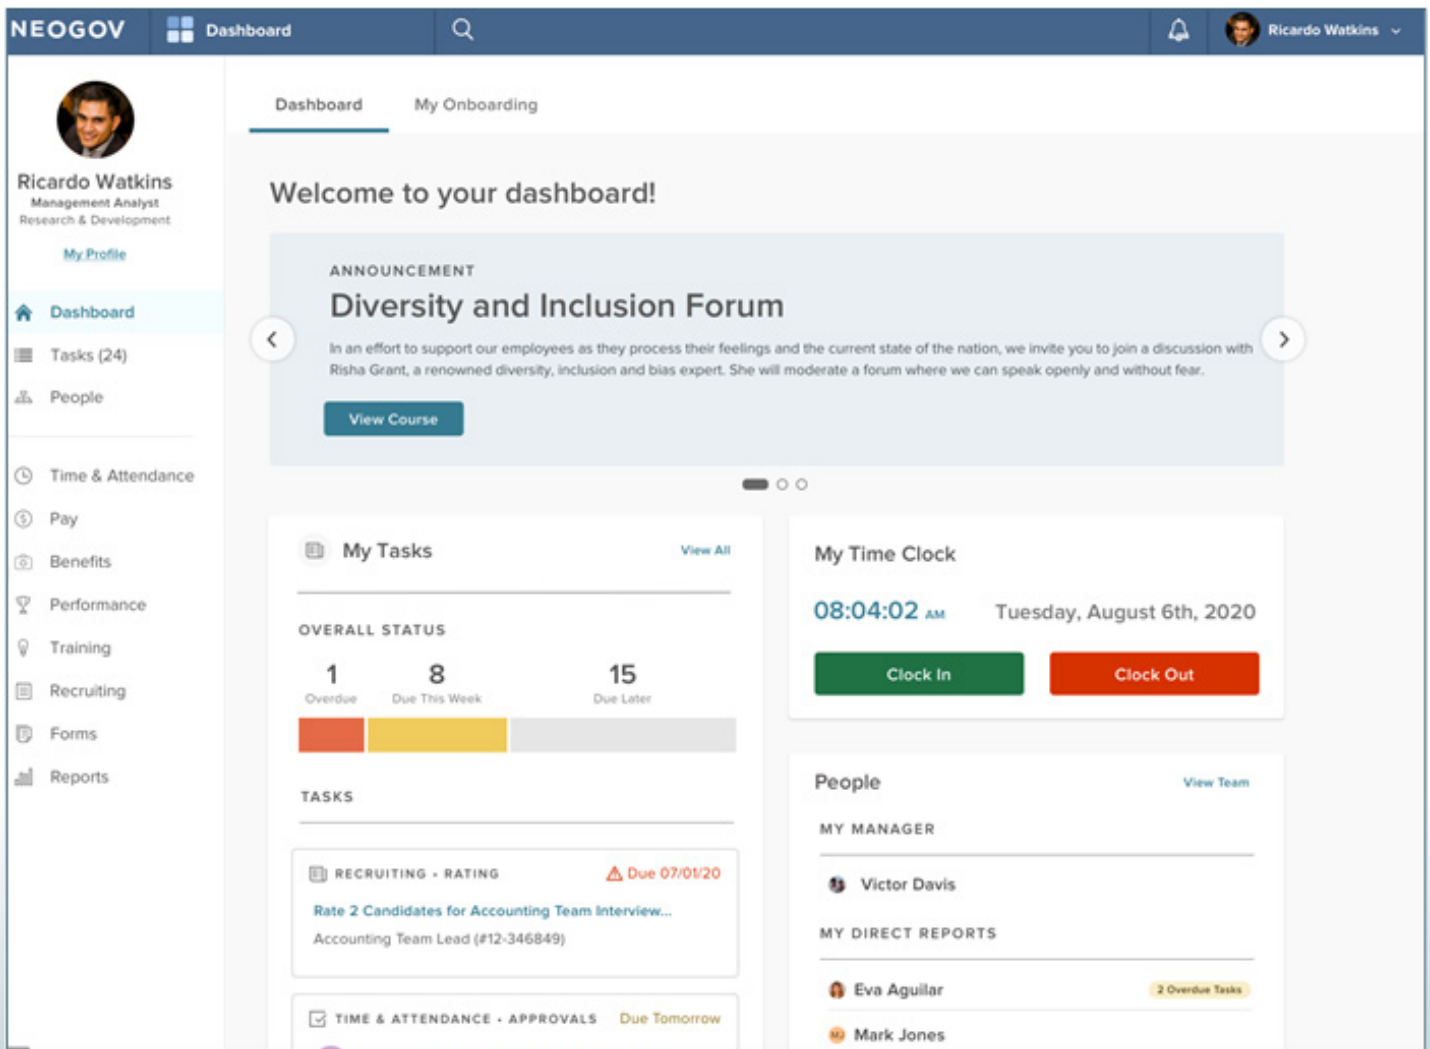 NEOGOV
Dashboard
Ricardo Watkins
Ricardo Watkins
Management Analyst
Research & Development
My Profile
Dashboard
Tasks (24)
People
Time & Attendance
Pay
Benefits
Performance
Training
Recruiting
Forms
Reports
Dashboard My Onboarding
Welcome to your dashboard!
ANNOUNCEMENT
Diversity and Inclusion Forum
In an effort to support our employees as they process their feelings and the current state of the nation, we invite you to join a discussion with
Risha Grant, a renowned diversity, inclusion and bias expert. She will moderate a forum where we can speak openly and without fear.
View Course
My Tasks View All
OVERALL STATUS
1 8 15
Overdue Due This Week Due Later
TASKS
RECRUITING - RATING Due 07/01/20
Rate 2 Candidates for Accounting Team Interview...
Accounting Team Lead (#12-346849)
TIME & ATTENDANCE - APPROVALS Due Tomorrow
My Time Clock
08:04:02 AM Tuesday, August 6th, 2020
Clock In Clock Out
People View Team
MY MANAGER
Victor Davis
MY DIRECT REPORTS
Eva Aguilar 2 Overdue Tasks
MJ Mark Jones